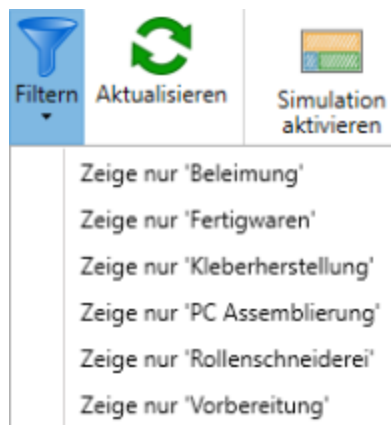 Filtern
Aktualisieren
Simulation
aktivieren
Zeige nur 'Beleimung'
Zeige nur 'Fertigwaren'
Zeige nur 'Kleberherstellung'
Zeige nur 'PC Assemblierung'
Zeige nur 'Rollenschneiderei'
Zeige nur 'Vorbereitung'